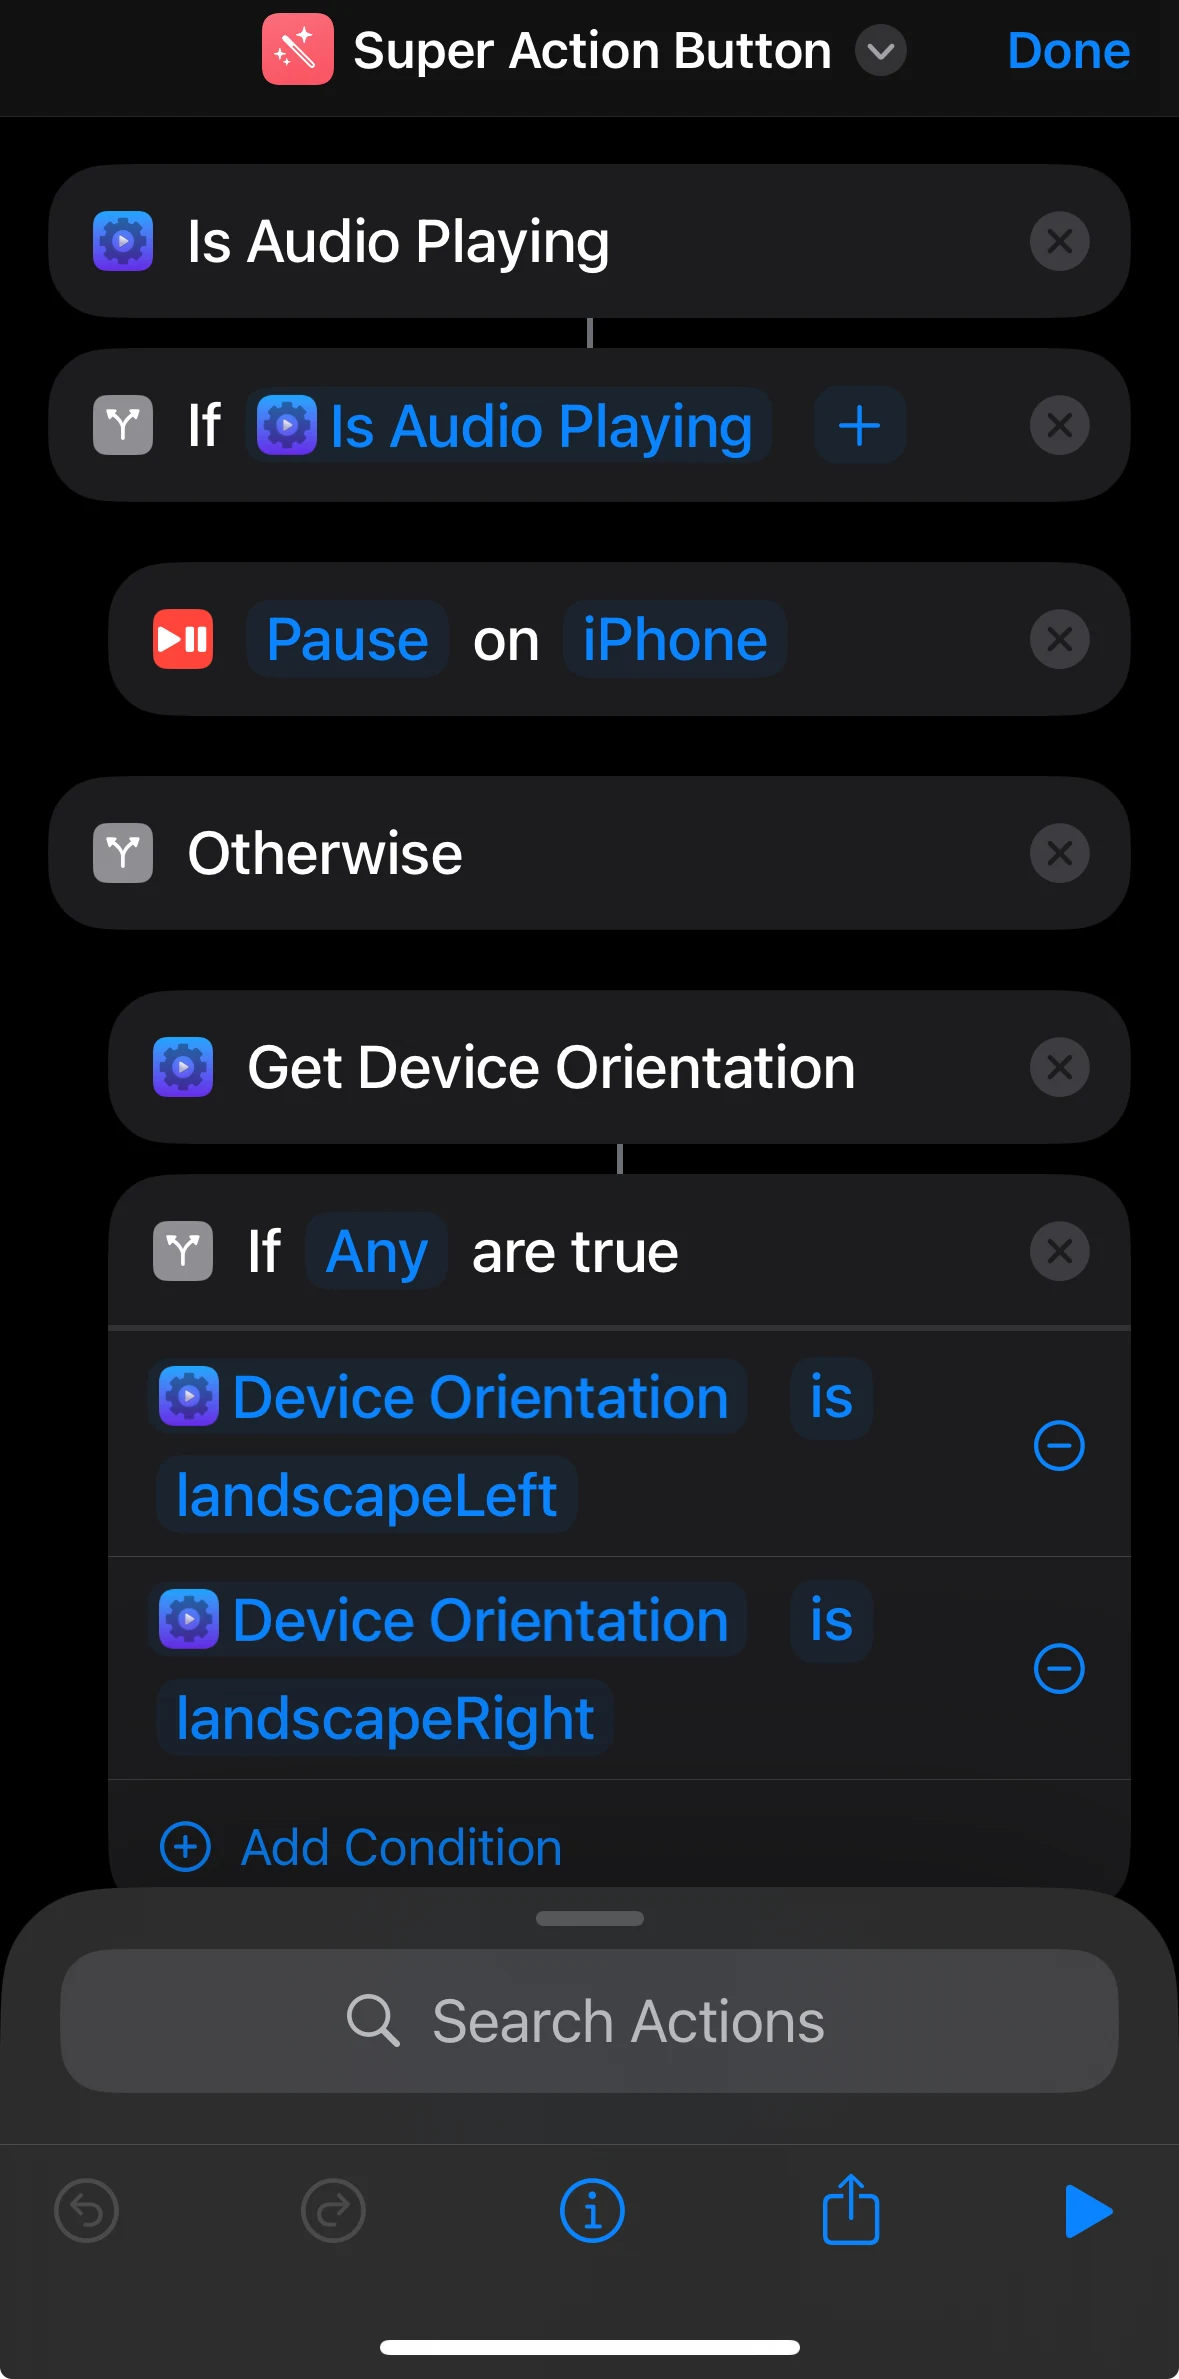 Super Action Button
Done
Is Audio Playing
If Is Audio Playing
Pause on iPhone
Otherwise
Get Device Orientation
If Any are true
Device Orientation is
landscapeLeft
Device Orientation is
landscapeRight
Add Condition
Search Actions